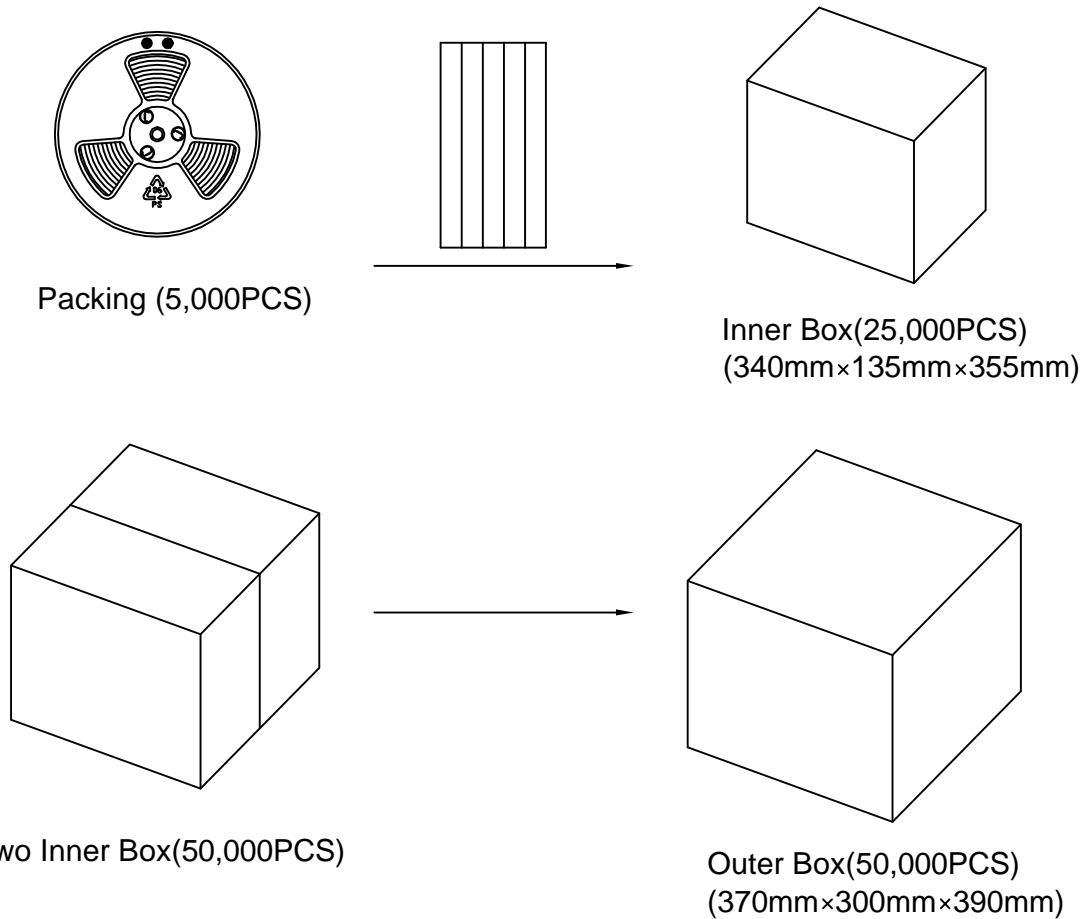 PS
Packing (5,000PCS)
Inner Box(25,000PCS)
(340mm×135mm×355mm)
wo Inner Box(50,000PCS)
Outer Box(50,000PCS)
(370mm×300mm×390mm)